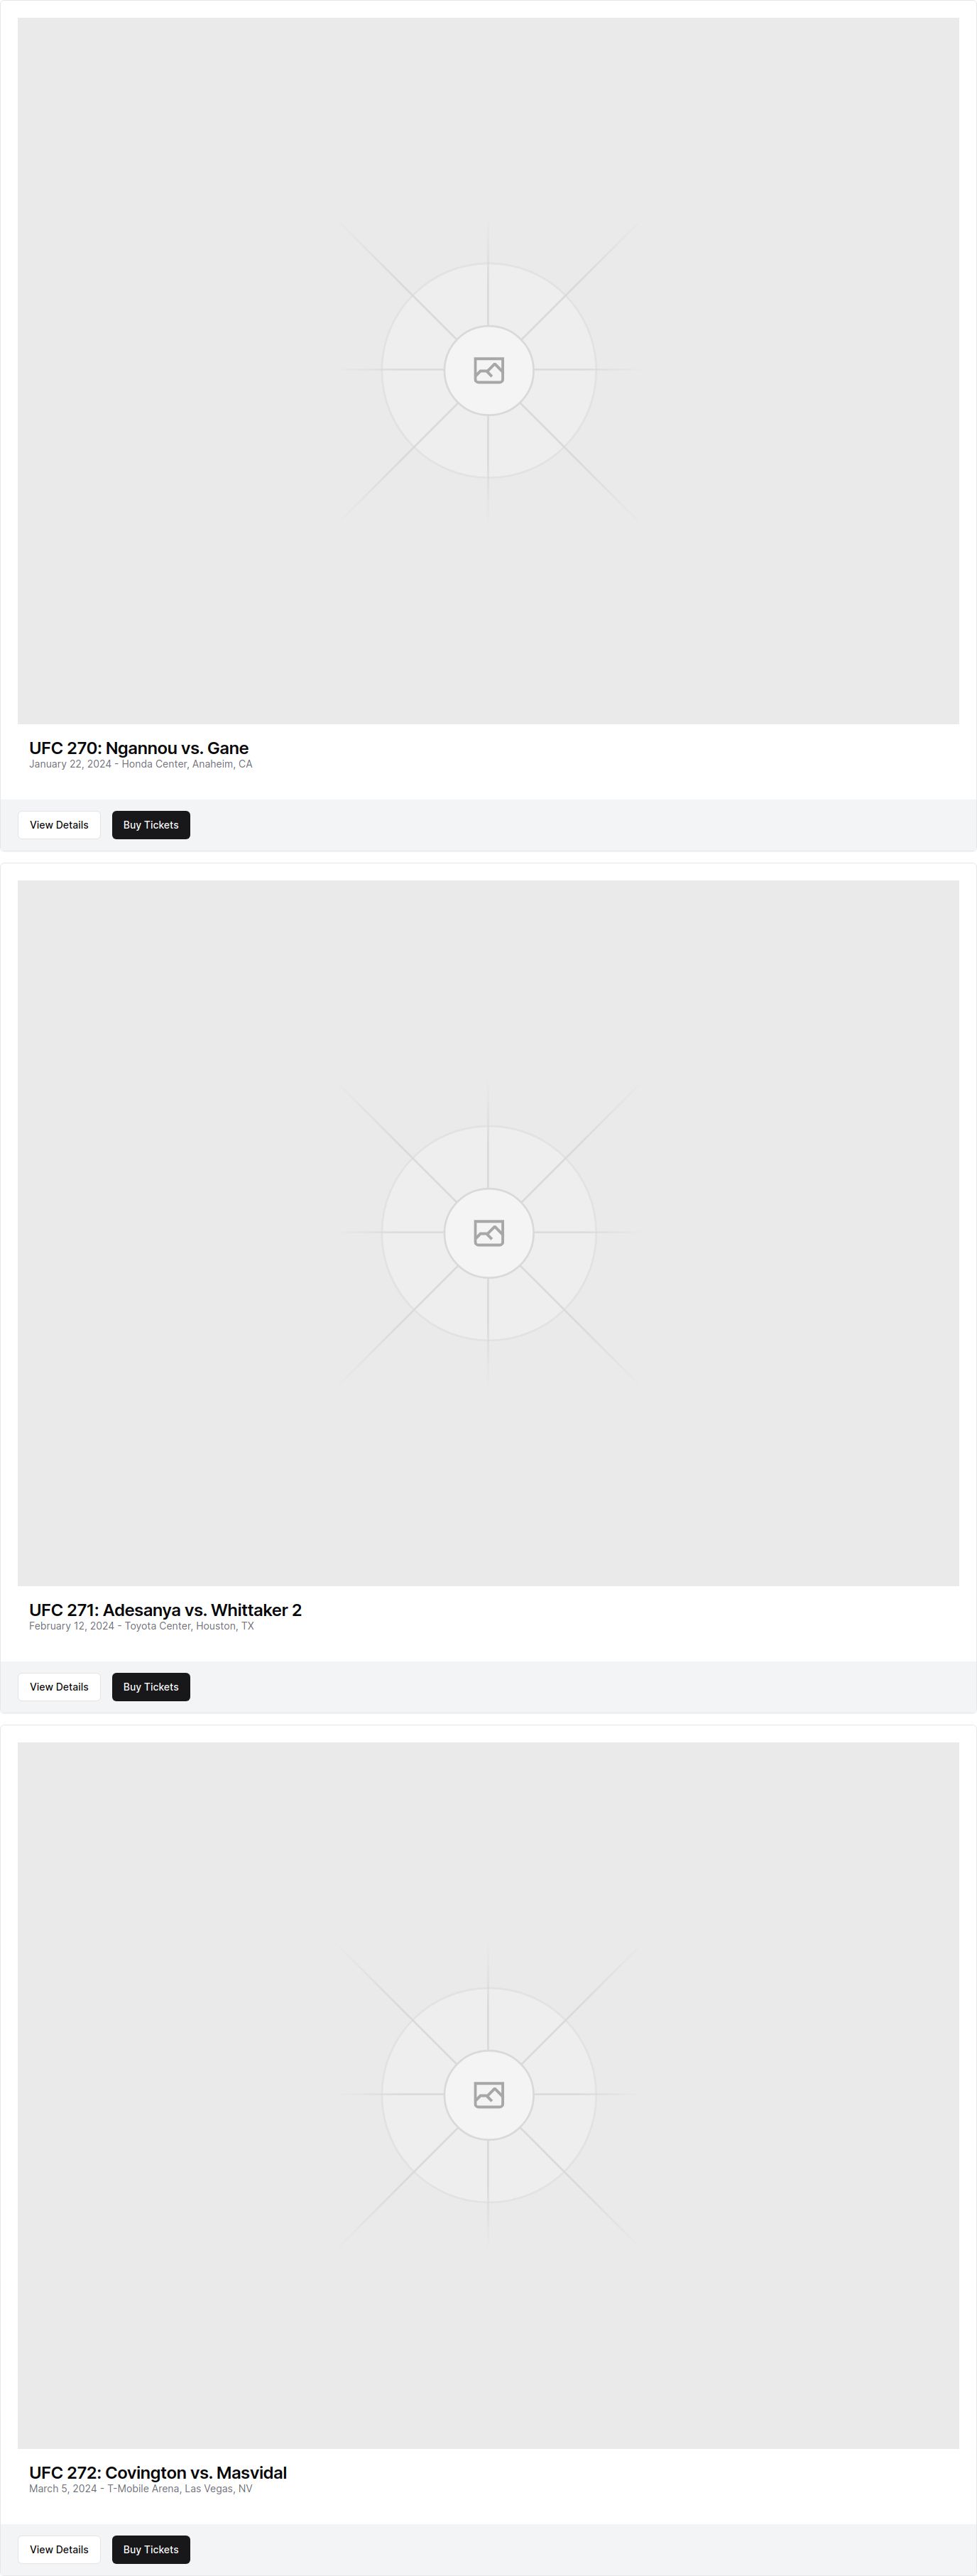 UFC 270: Ngannou vs. Gane
January 22, 2024 - Honda Center, Anaheim, CA
View Details
Buy Tickets
UFC 271: Adesanya vs. Whittaker 2
February 12, 2024 - Toyota Center, Houston, TX
View Details
Buy Tickets
UFC 272: Covington vs. Masvidal
March 5, 2024 - T-Mobile Arena, Las Vegas, NV
View Details
Buy Tickets